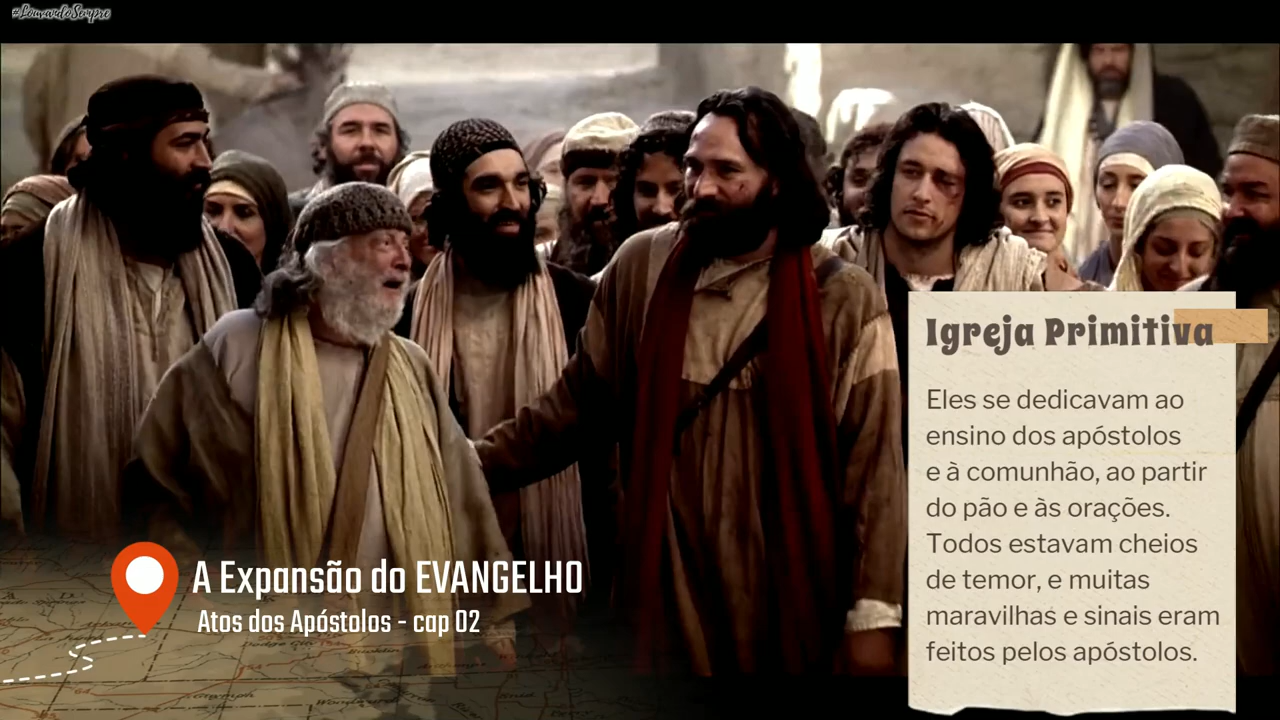 #LouvandoSempre
Igreja Primitiva
Eles se dedicavam ao
ensino dos apóstolos
e à comunhão, ao partir
do pão e às orações.
Todos estavam cheios
de temor, e muitas
maravilhas e sinais eram
feitos pelos apóstolos.
A Expansão do EVANGELHO
Atos dos Apóstolos - cap 02